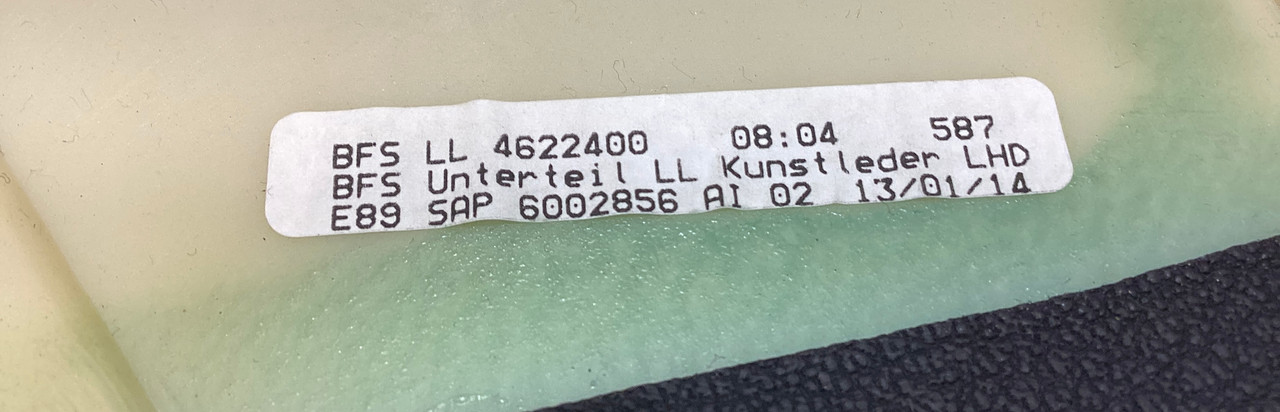 BFS LL 4622400 08:04 587
BFS Unterteil LL Kunstleder LHD
E89 SAP 6002856 AI 02 13/01/14